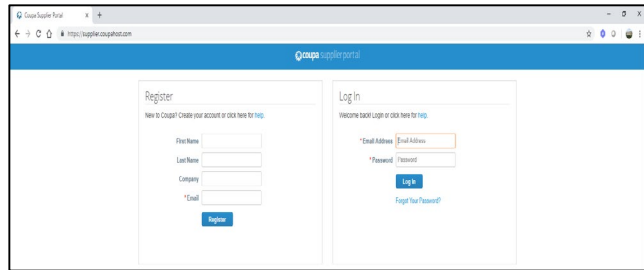 Coupa Supplier Portal
https://supplier.coupahost.com
coupa supplier portal
Register
New to Coupa? Create your account or click here for help.
First Name
Last Name
Company
* Email
Register
Log In
Welcome back! Login or click here for help.
* Email Address Email Address
* Password Password
Log In
Forgot Your Password?